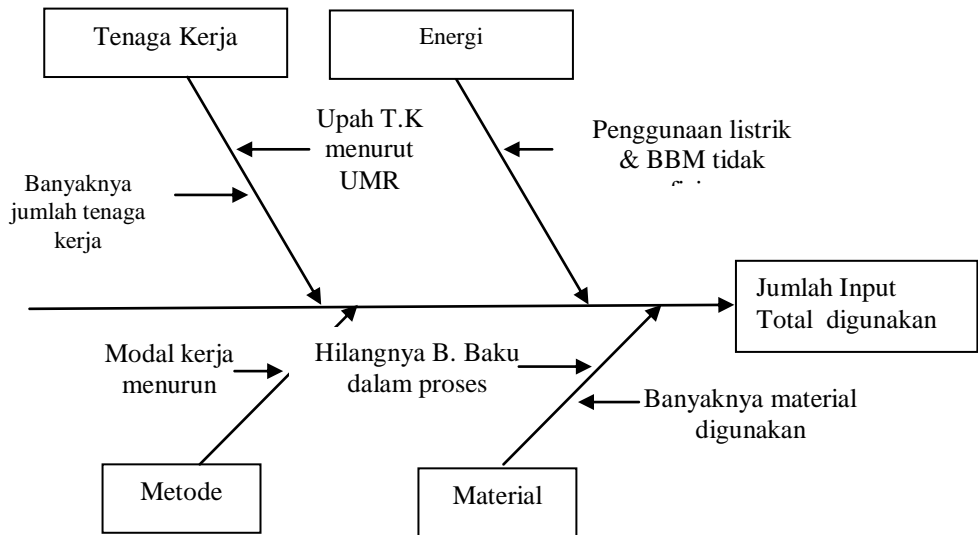 Tenaga Kerja
Energi
Upah T.K
menurut
UMR
Penggunaan listrik
& BBM tidak
Banyaknya
jumlah tenaga
kerja
Jumlah Input
Total digunakan
Modal kerja
menurun
Hilangnya B. Baku
dalam proses
Banyaknya material
digunakan
Metode
Material